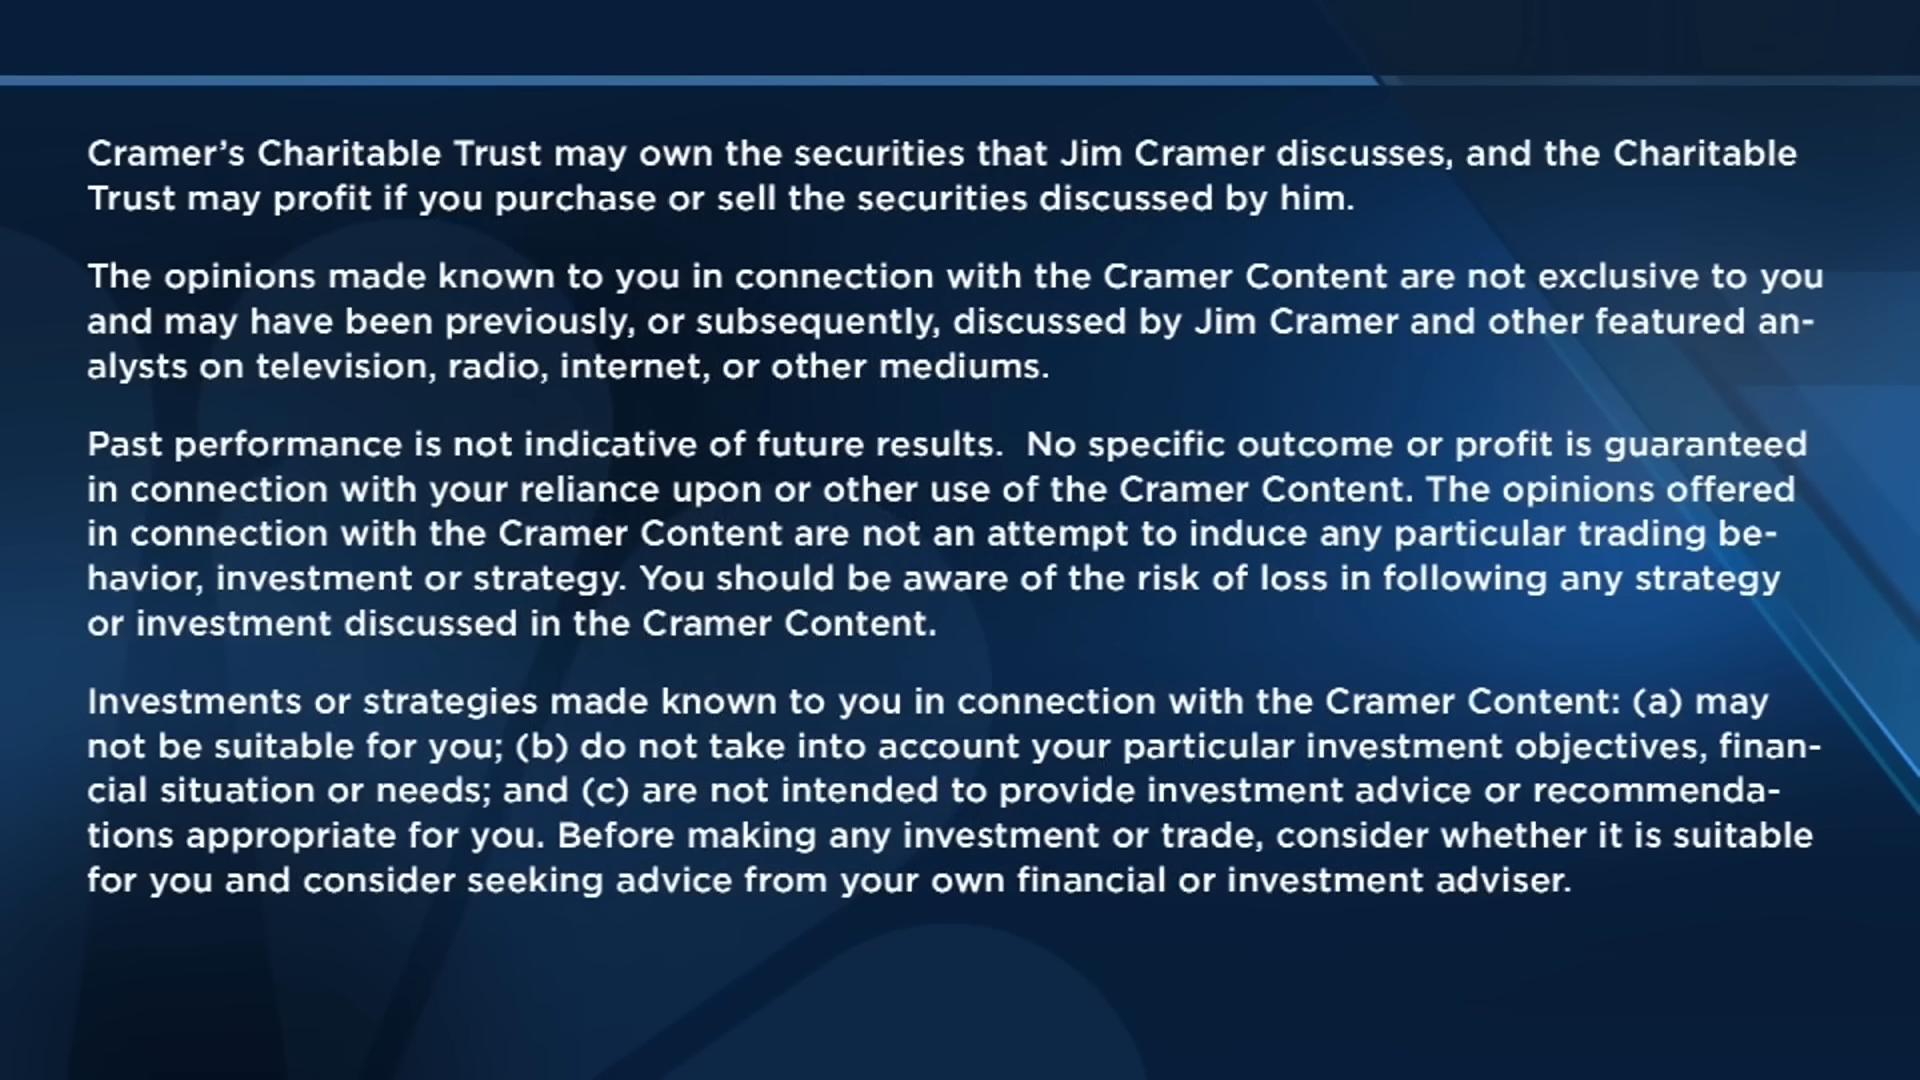 Cramer’s Charitable Trust may own the securities that Jim Cramer discusses, and the Charitable
Trust may profit if you purchase or sell the securities discussed by him.
The opinions made known to you in connection with the Cramer Content are not exclusive to you
and may have been previously, or subsequently, discussed by Jim Cramer and other featured an-
alysts on television, radio, internet, or other mediums.
Past performance is not indicative of future results.  No specific outcome or profit is guaranteed
in connection with your reliance upon or other use of the Cramer Content. The opinions offered
in connection with the Cramer Content are not an attempt to induce any particular trading be-
havior, investment or strategy. You should be aware of the risk of loss in following any strategy
or investment discussed in the Cramer Content.
Investments or strategies made known to you in connection with the Cramer Content: (a) may
not be suitable for you; (b) do not take into account your particular investment objectives, finan-
cial situation or needs; and (c) are not intended to provide investment advice or recommenda-
tions appropriate for you. Before making any investment or trade, consider whether it is suitable
for you and consider seeking advice from your own financial or investment adviser.